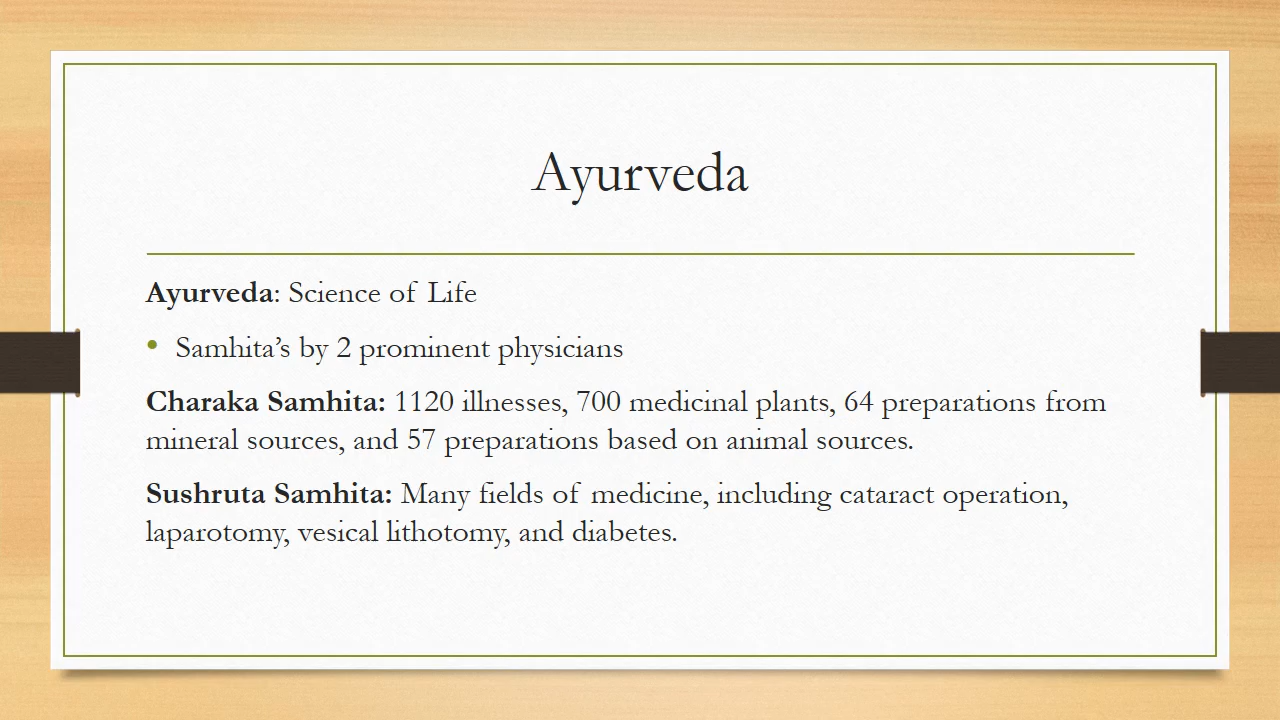 Ayurveda
Ayurveda: Science of Life
• Samhita’s by 2 prominent physicians
Charaka Samhita: 1120 illnesses, 700 medicinal plants, 64 preparations from
mineral sources, and 57 preparations based on animal sources.
Sushruta Samhita: Many fields of medicine, including cataract operation,
laparotomy, vesical lithotomy, and diabetes.